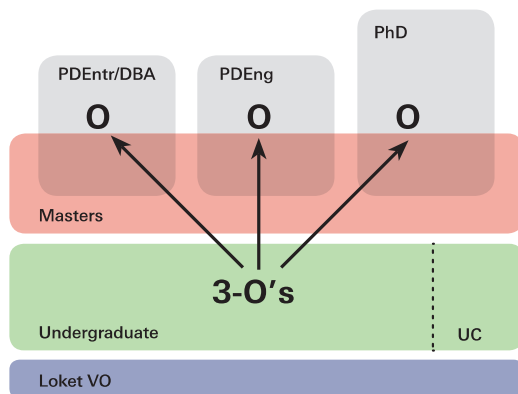 PhD
PDEntr/DBA
PDEng
O
O
O
Masters
3-O's
Undergraduate
UC
Loket VO